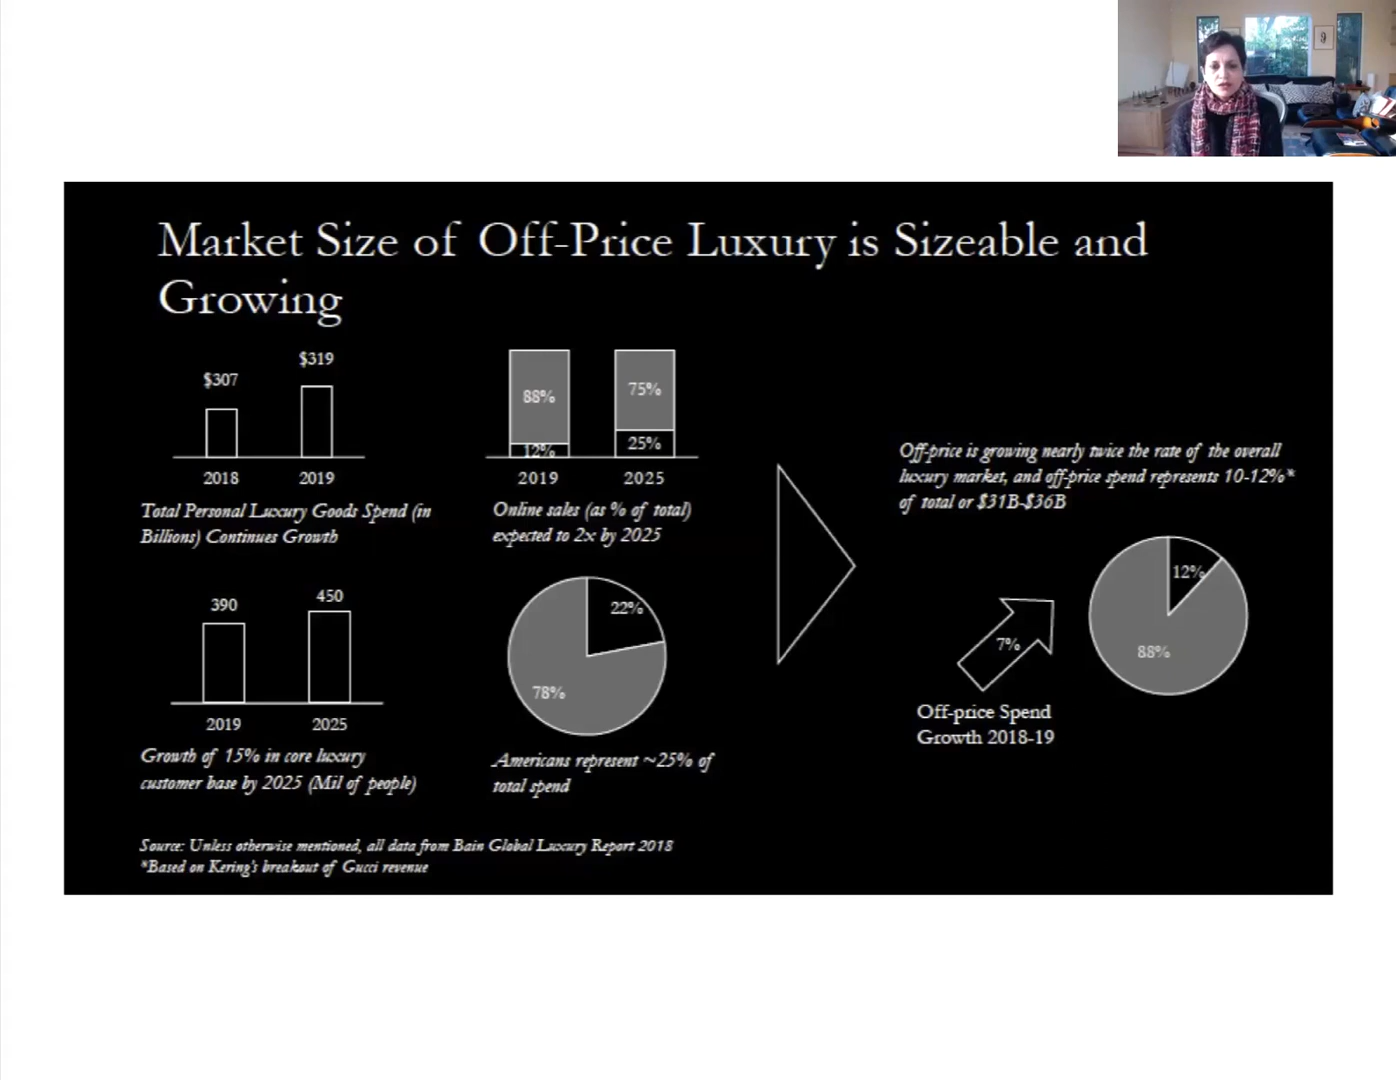 Market Size of Off-Price Luxury is Sizeable and
Growing
$307
$319
2018
2019
Total Personal Luxury Goods Spend (in
Billions) Continues Growth
88%
75%
12%
25%
2019
2025
Online sales (as % of total)
expected to 2x by 2025
390
450
2019
2025
Growth of 15% in core luxury
customer base by 2025 (Mil of people)
22%
78%
Americans represent ~25% of
total spend
Off-price is growing nearly twice the rate of the overall
luxury market, and off-price spend represents 10-12%*
of total or $31B-$36B
7%
Off-price Spend
Growth 2018-19
12%
88%
Source: Unless otherwise mentioned, all data from Bain Global Luxury Report 2018
*Based on Kering's breakout of Gucci revenue